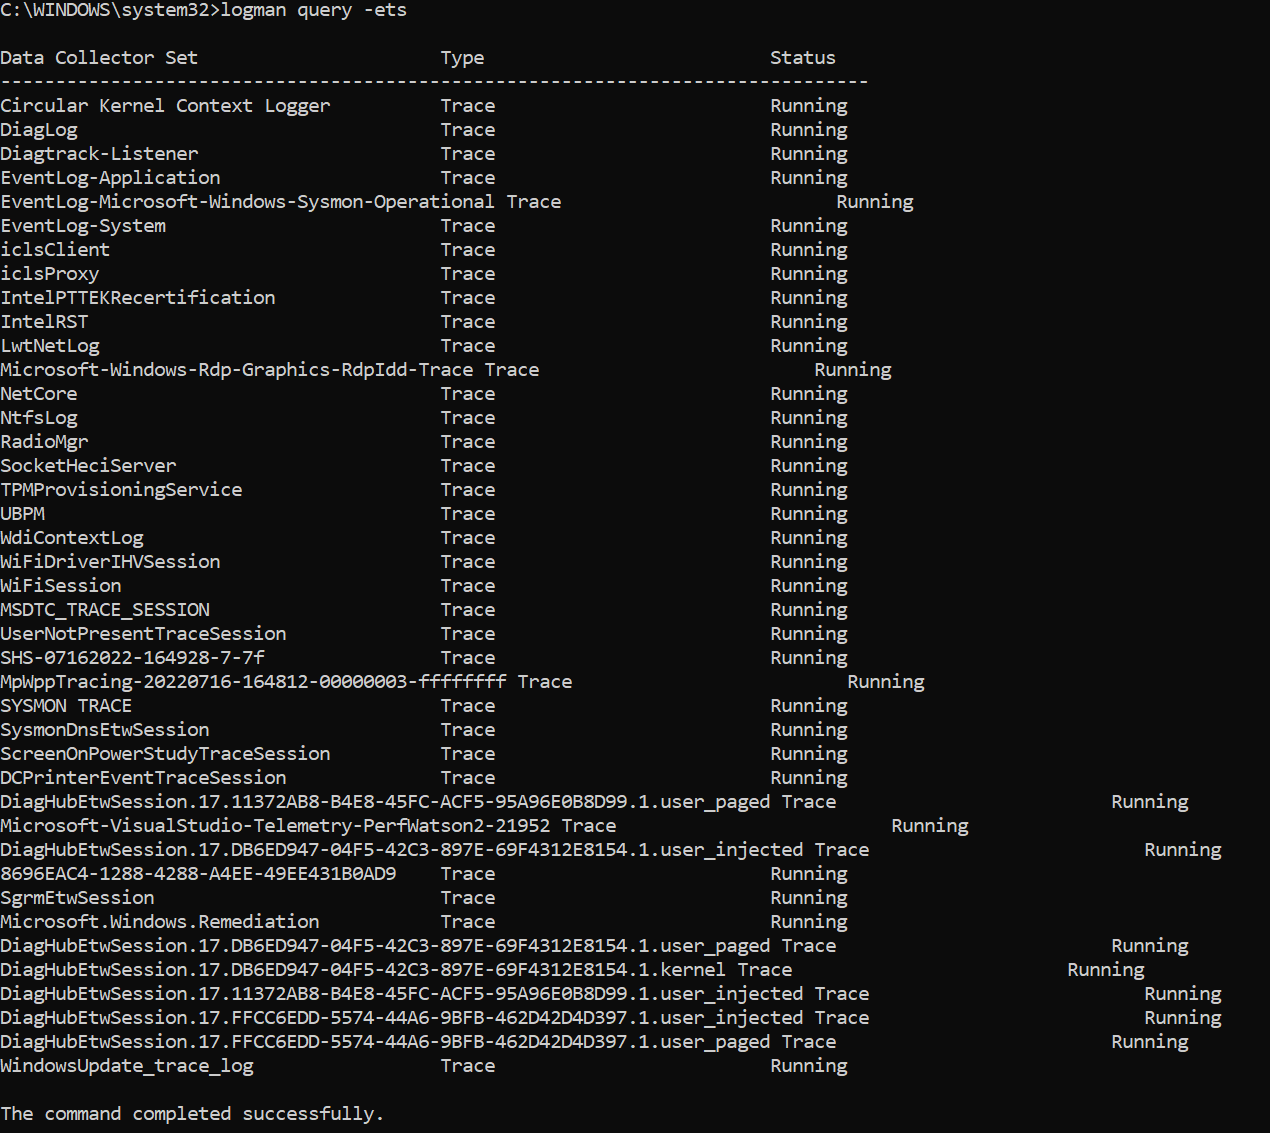 C:\WINDOWS\system32>logman query -ets
Data Collector Set                      Type                          Status
-------------------------------------------------------------------------------
Circular Kernel Context Logger          Trace                         Running
DiagLog                                 Trace                         Running
Diagtrack-Listener                      Trace                         Running
EventLog-Application                    Trace                         Running
EventLog-Microsoft-Windows-Sysmon-Operational Trace                         Running
EventLog-System                         Trace                         Running
iclsClient                              Trace                         Running
iclsProxy                               Trace                         Running
IntelPTTEKRecertification               Trace                         Running
IntelRST                                Trace                         Running
LwtNetLog                               Trace                         Running
Microsoft-Windows-Rdp-Graphics-RdpIdd-Trace Trace                         Running
NetCore                                 Trace                         Running
NtfsLog                                 Trace                         Running
RadioMgr                                Trace                         Running
SocketHeciServer                        Trace                         Running
TPMProvisioningService                  Trace                         Running
UBPM                                    Trace                         Running
WdiContextLog                           Trace                         Running
WiFiDriverIHVSession                    Trace                         Running
WiFiSession                             Trace                         Running
MSDTC_TRACE_SESSION                     Trace                         Running
UserNotPresentTraceSession              Trace                         Running
SHS-07162022-164928-7-7f                Trace                         Running
MpWppTracing-20220716-164812-00000003-ffffffff Trace                         Running
SYSMON TRACE                            Trace                         Running
SysmonDnsEtwSession                     Trace                         Running
ScreenOnPowerStudyTraceSession          Trace                         Running
DCPrinterEventTraceSession              Trace                         Running
DiagHubEtwSession.17.11372AB8-B4E8-45FC-ACF5-95A96E0B8D99.1.user_paged Trace                         Running
Microsoft-VisualStudio-Telemetry-PerfWatson2-21952 Trace                         Running
DiagHubEtwSession.17.DB6ED947-04F5-42C3-897E-69F4312E8154.1.user_injected Trace                         Running
8696EAC4-1288-4288-A4EE-49EE431B0AD9    Trace                         Running
SgrmEtwSession                          Trace                         Running
Microsoft.Windows.Remediation           Trace                         Running
DiagHubEtwSession.17.DB6ED947-04F5-42C3-897E-69F4312E8154.1.user_paged Trace                         Running
DiagHubEtwSession.17.DB6ED947-04F5-42C3-897E-69F4312E8154.1.kernel Trace                         Running
DiagHubEtwSession.17.11372AB8-B4E8-45FC-ACF5-95A96E0B8D99.1.user_injected Trace                         Running
DiagHubEtwSession.17.FFCC6EDD-5574-44A6-9BFB-462D42D4D397.1.user_injected Trace                         Running
DiagHubEtwSession.17.FFCC6EDD-5574-44A6-9BFB-462D42D4D397.1.user_paged Trace                         Running
WindowsUpdate_trace_log                 Trace                         Running
The command completed successfully.